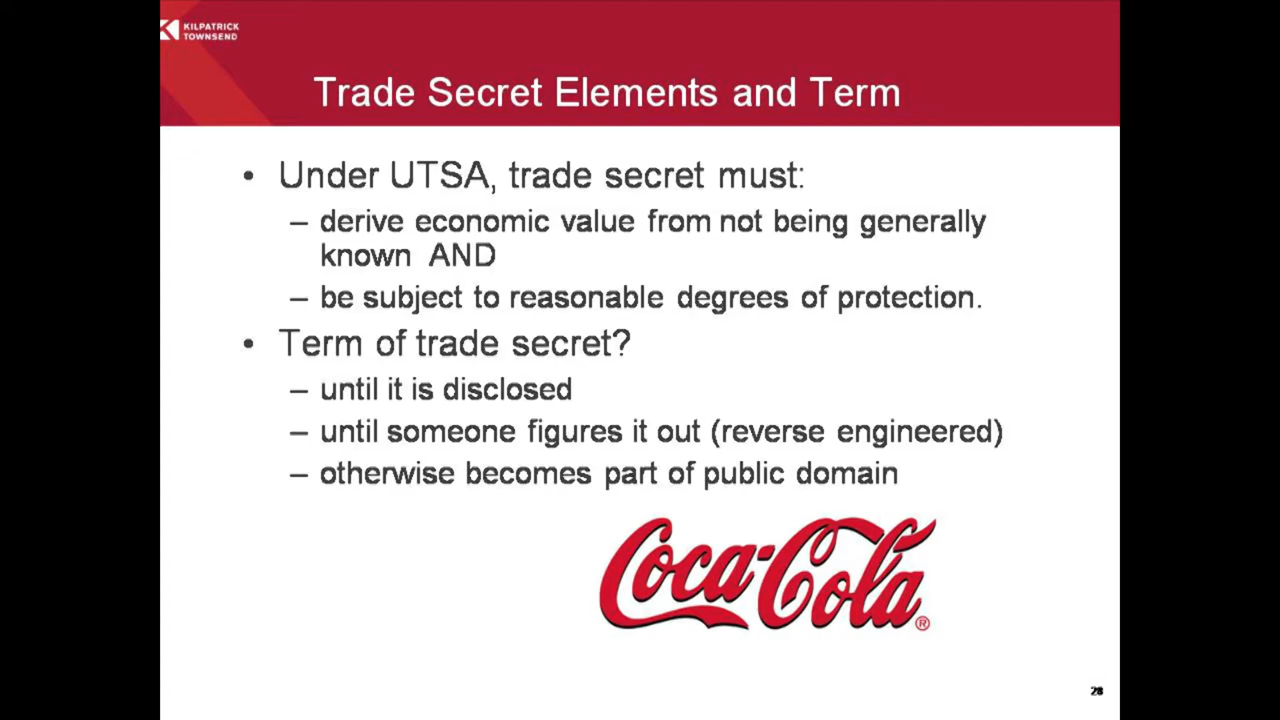 KILPATRICK
TOWNSEND
Trade Secret Elements and Term
• Under UTSA, trade secret must:
– derive economic value from not being generally
known AND
– be subject to reasonable degrees of protection.
• Term of trade secret?
– until it is disclosed
– until someone figures it out (reverse engineered)
– otherwise becomes part of public domain
Coca-Cola®
28